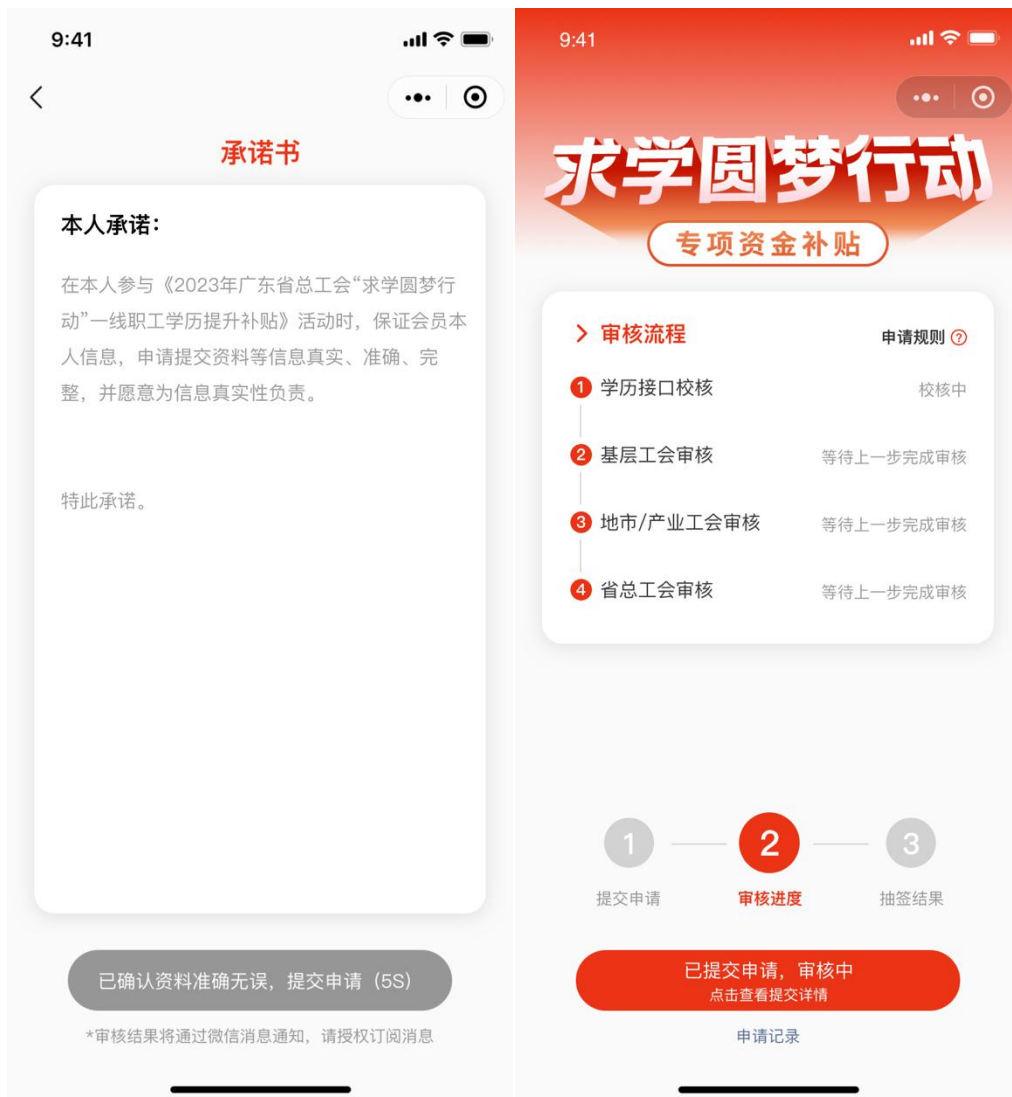 9:41
承诺书
本人承诺：
在本人参与《2023年广东省总工会“求学圆梦行
动”一线职工学历提升补贴》活动时，保证会员本
人信息，申请提交资料等信息真实、准确、完
整，并愿意为信息真实性负责。
特此承诺。
已确认资料准确无误，提交申请（5S）
*审核结果将通过微信消息通知，请授权订阅消息
9:41
求学圆梦行动
专项资金补贴
审核流程 申请规则 ?
1 学历接口校核 校核中
2 基层工会审核 等待上一步完成审核
3 地市/产业工会审核 等待上一步完成审核
4 省总工会审核 等待上一步完成审核
1 2 3
提交申请 审核进度 抽签结果
已提交申请，审核中
点击查看提交详情
申请记录